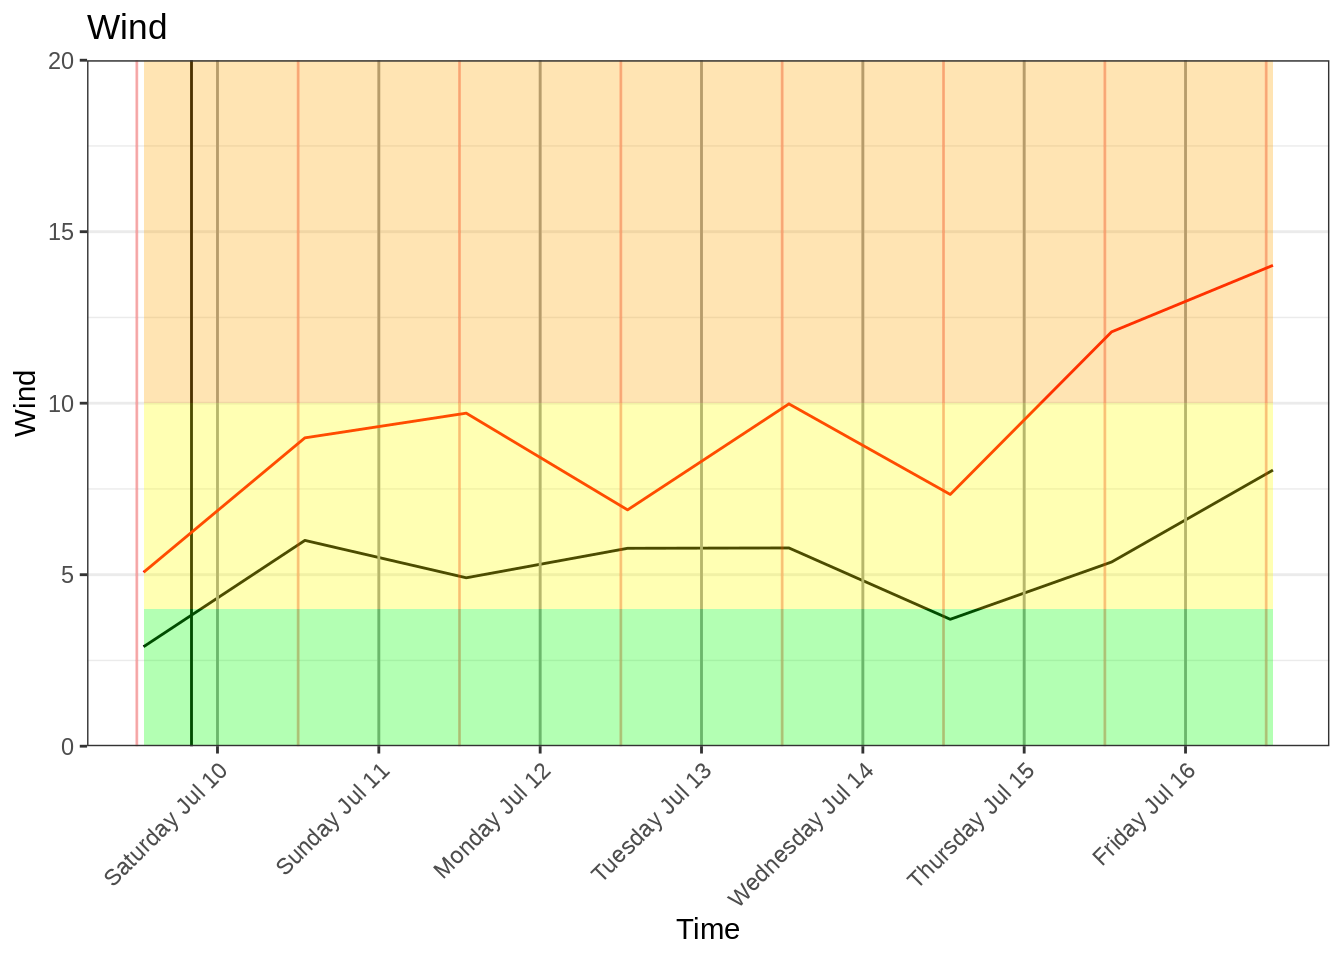 Wind
20
15
10
5
0
Wind
Saturday Jul 10
Sunday Jul 11
Monday Jul 12
Tuesday Jul 13
Wednesday Jul 14
Thursday Jul 15
Friday Jul 16
Time